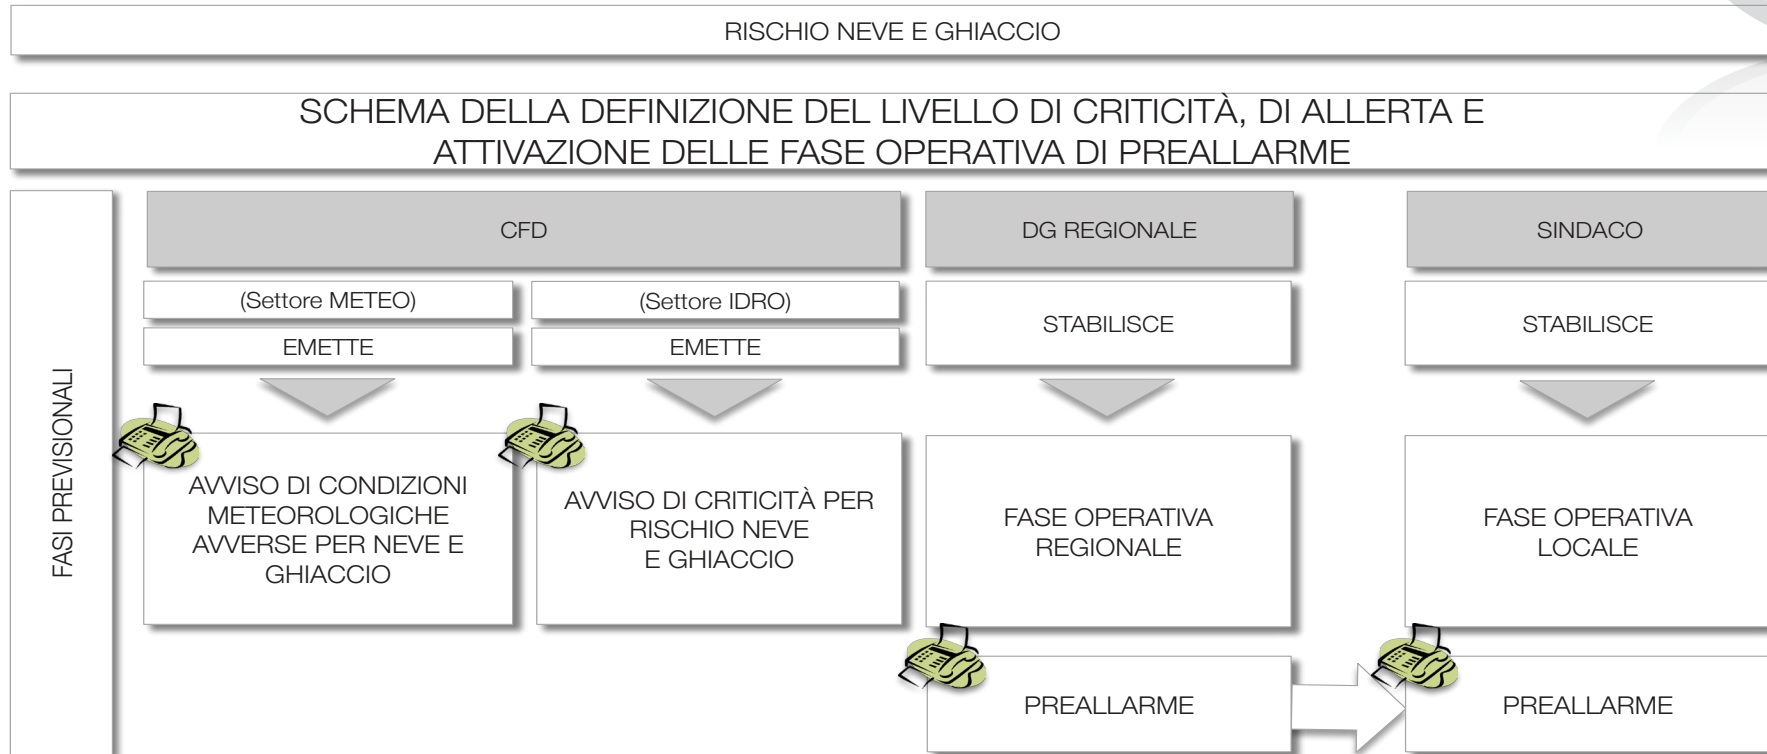 RISCHIO NEVE E GHIACCIO
SCHEMA DELLA DEFINIZIONE DEL LIVELLO DI CRITICITÀ, DI ALLERTA E
ATTIVAZIONE DELLE FASE OPERATIVA DI PREALLARME
FASI PREVISIONALI
CFD
DG REGIONALE
SINDACO
(Settore METEO)
(Settore IDRO)
STABILISCE
STABILISCE
EMETTE
EMETTE
AVVISO DI CONDIZIONI
METEOROLOGICHE
AVVERSE PER NEVE E
GHIACCIO
AVVISO DI CRITICITÀ PER
RISCHIO NEVE
E GHIACCIO
FASE OPERATIVA
REGIONALE
FASE OPERATIVA
LOCALE
PREALLARME
PREALLARME